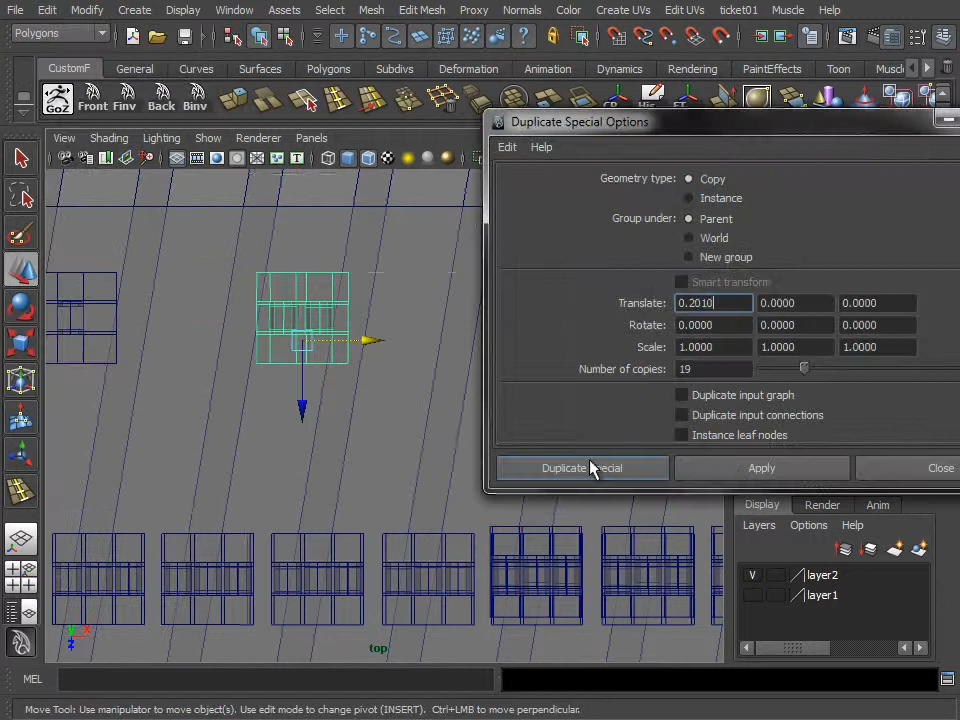 File Edit Modify Create Display Window Assets Select Mesh Edit Mesh Proxy Normals Color Create UVs Edit UVs ticket01 Muscle Help
Polygons
CustomF General Curves Surfaces Polygons Subdivs Deformation Animation Dynamics Rendering PaintEffects Toon
GoZ Front Finv Back Binv
View Shading Lighting Show Renderer Panels
Duplicate Special Options
Edit Help
Geometry type: Copy
Instance
Group under: Parent
World
New group
Smart transform
Translate: 0.2010 0.0000 0.0000
Rotate: 0.0000 0.0000 0.0000
Scale: 1.0000 1.0000 1.0000
Number of copies: 19
Duplicate input graph
Duplicate input connections
Instance leaf nodes
Duplicate Special Apply Close
Display Render Anim
Layers Options Help
V layer2
layer1
top
MEL
Move Tool: Use manipulator to move object(s). Use edit mode to change pivot (INSERT). Ctrl+LMB to move perpendicular.